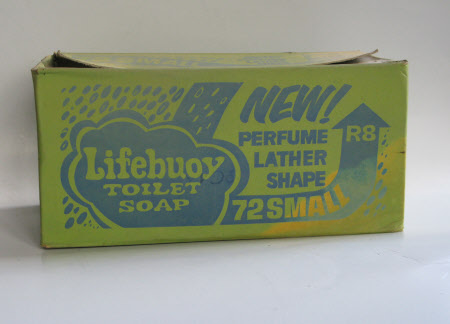 Lifebuoy
TOILET
SOAP
NEW!
PERFUME
LATHER
SHAPE
72 SMALL
R8